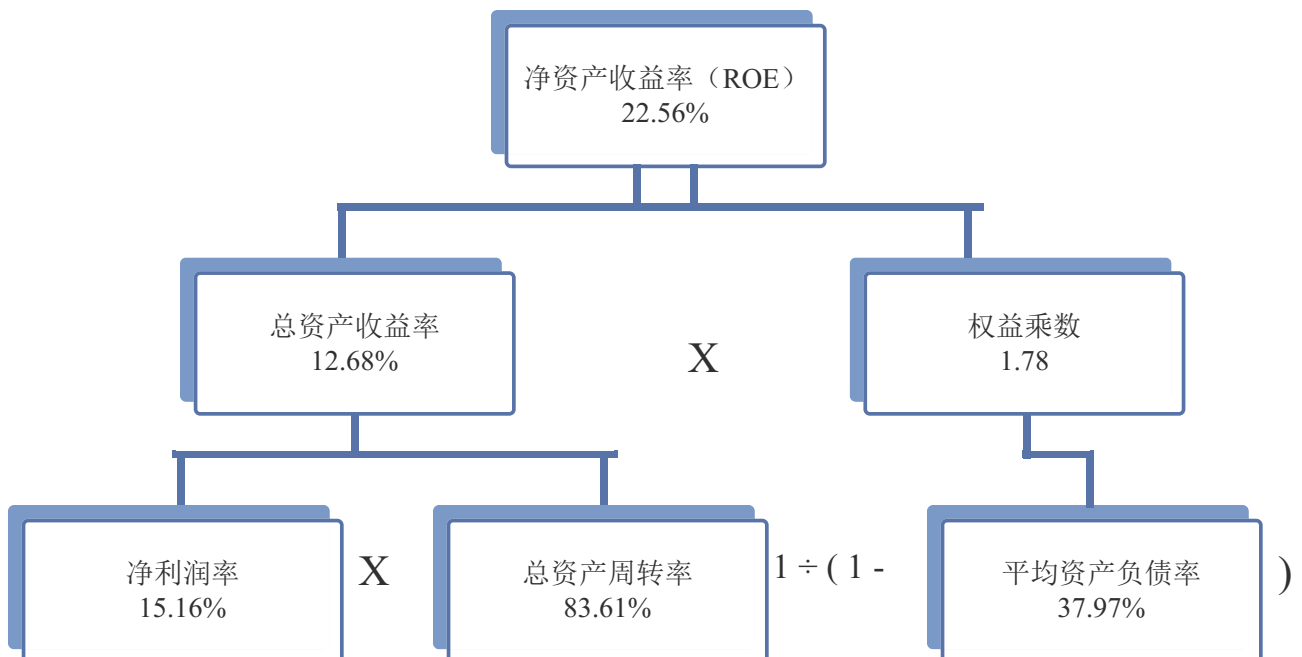 净资产收益率（ROE）
22.56%
总资产收益率
12.68%
X
权益乘数
1.78
净利润率
15.16%
X
总资产周转率
83.61%
1 ÷ ( 1 -
平均资产负债率
37.97%
)